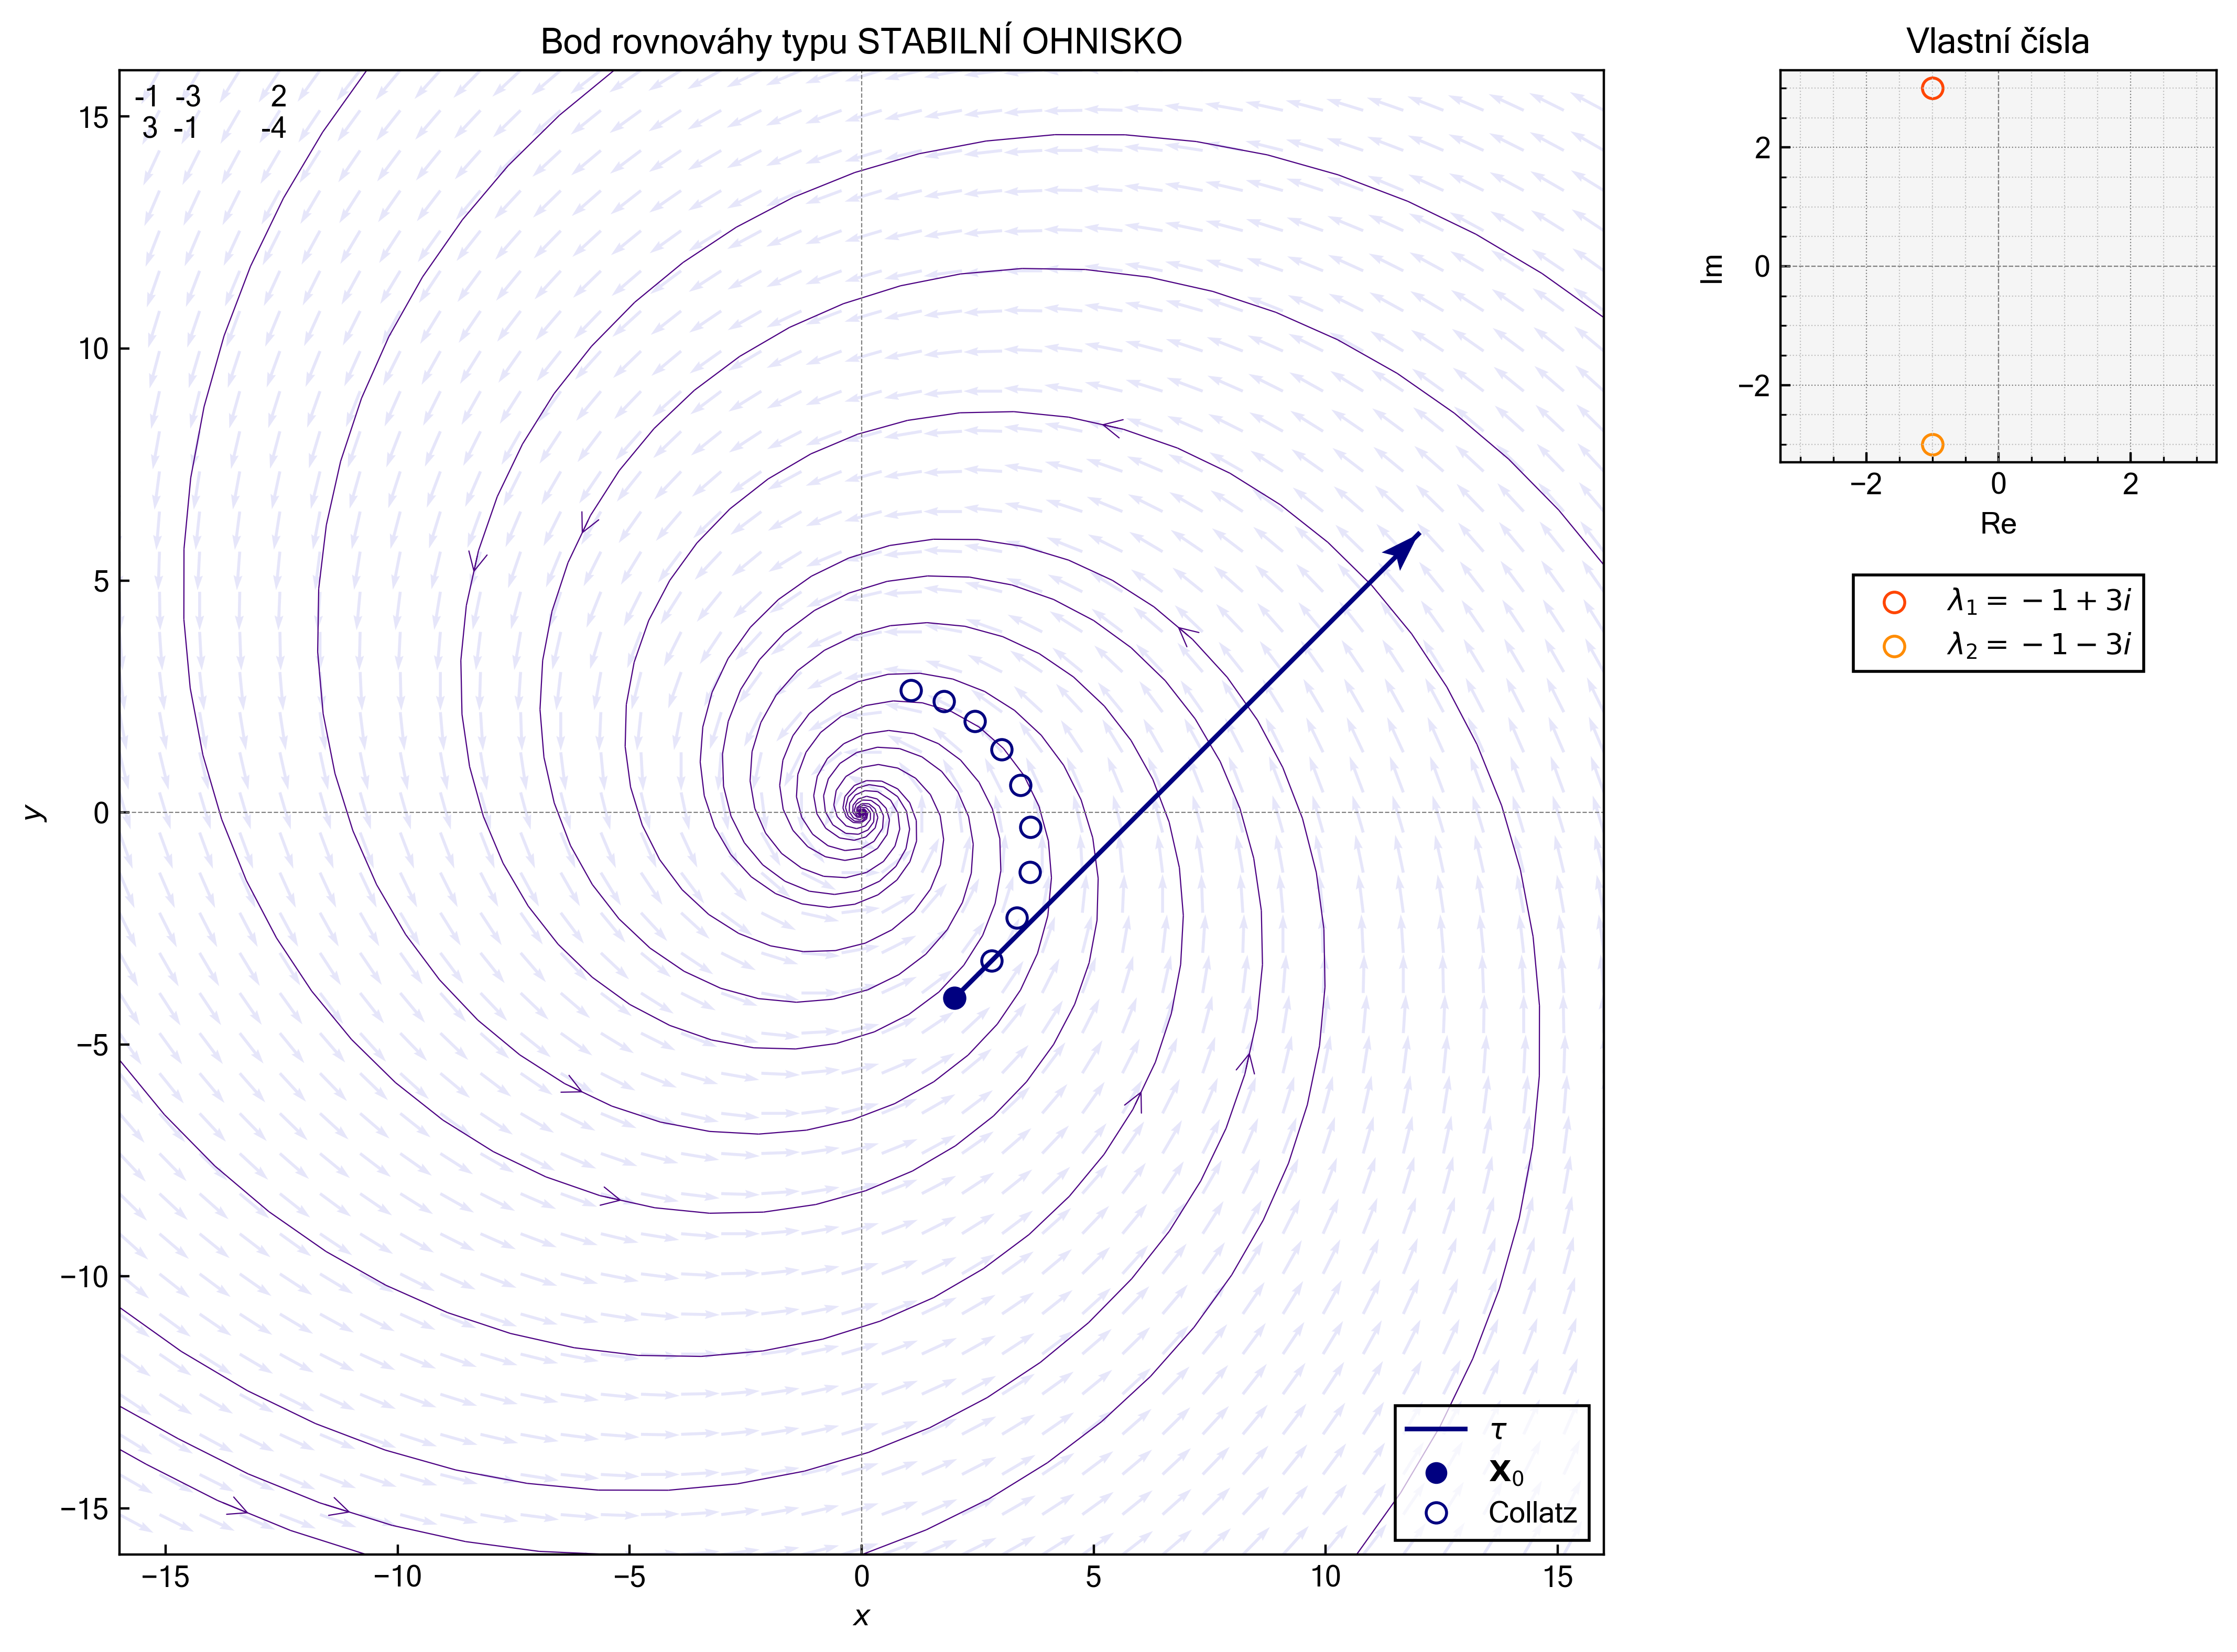 Bod rovnováhy typu STABILNÍ OHNISKO
-1 -3 2
3 -1 -4
15
10
5
0
−5
−10
−15
y
−15 −10 −5 0 5 10 15
x
τ
X₀
Collatz
Vlastní čísla
2
0
−2
Im
−2 0 2
Re
λ₁ = −1 + 3i
λ₂ = −1 − 3i